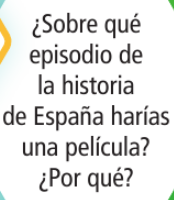 ¿Sobre qué
episodio de
la historia
de España harías
una película?
¿Por qué?